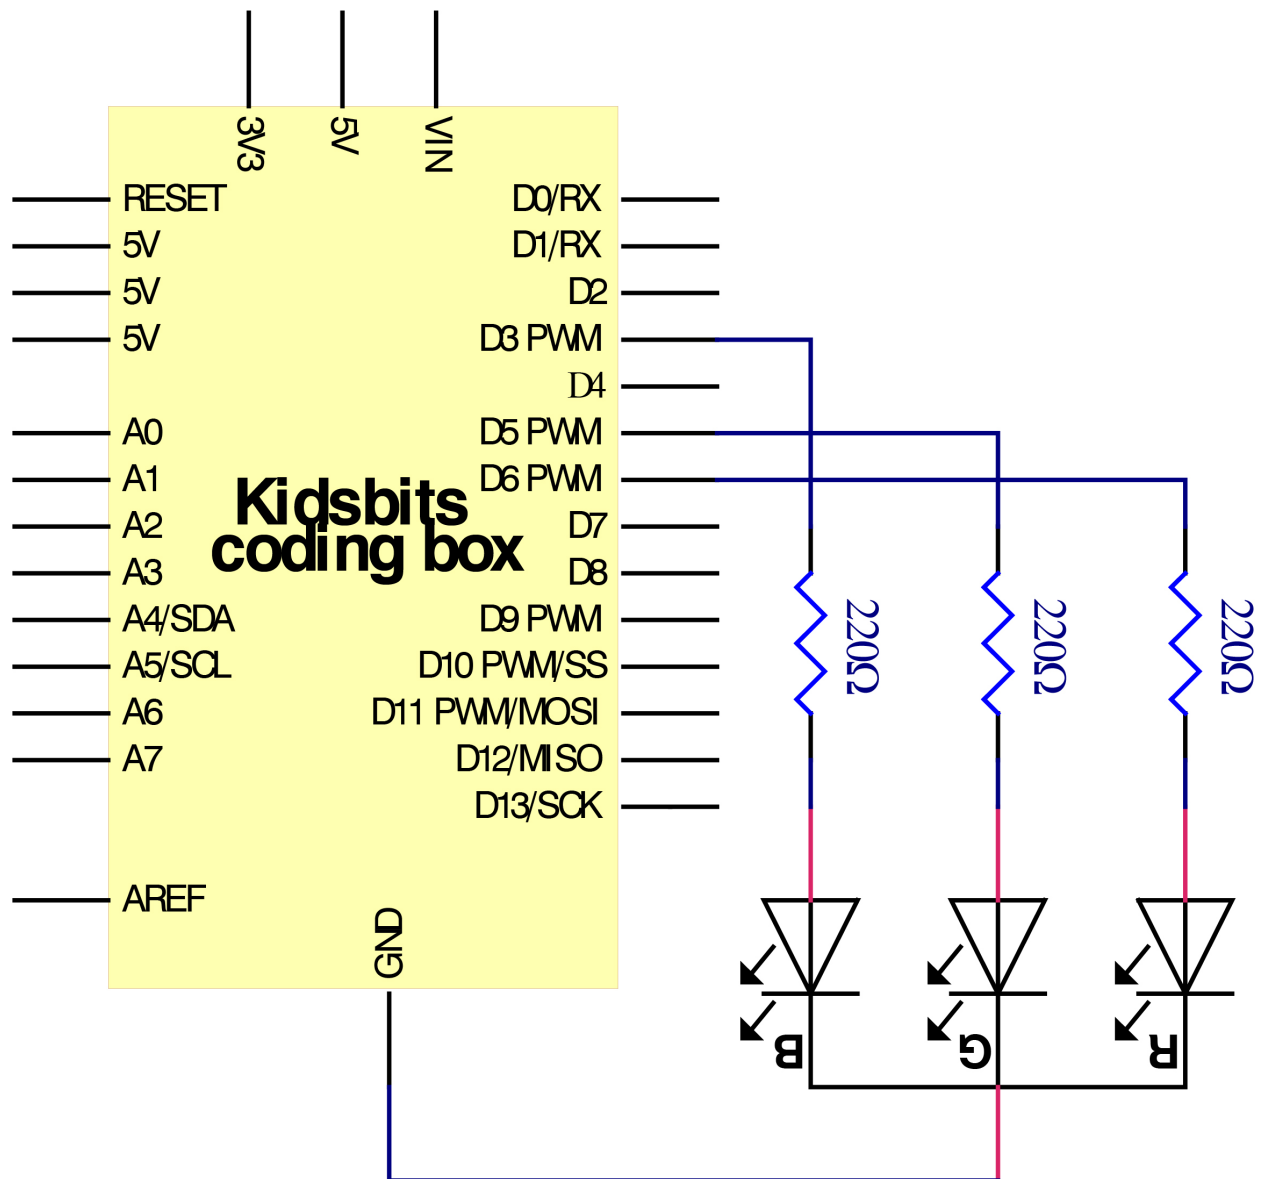 3V3
5V
VIN
RESET
5V
5V
5V
A0
A1
A2
A3
A4/SDA
A5/SCL
A6
A7
AREF
Kidsbits
coding box
D0/RX
D1/RX
D2
D3 PWM
D4
D5 PWM
D6 PWM
D7
D8
D9 PWM
D10 PWM/SS
D11 PWM/MOSI
D12/MISO
D13/SCK
GND
220Ω
220Ω
220Ω
B
G
R